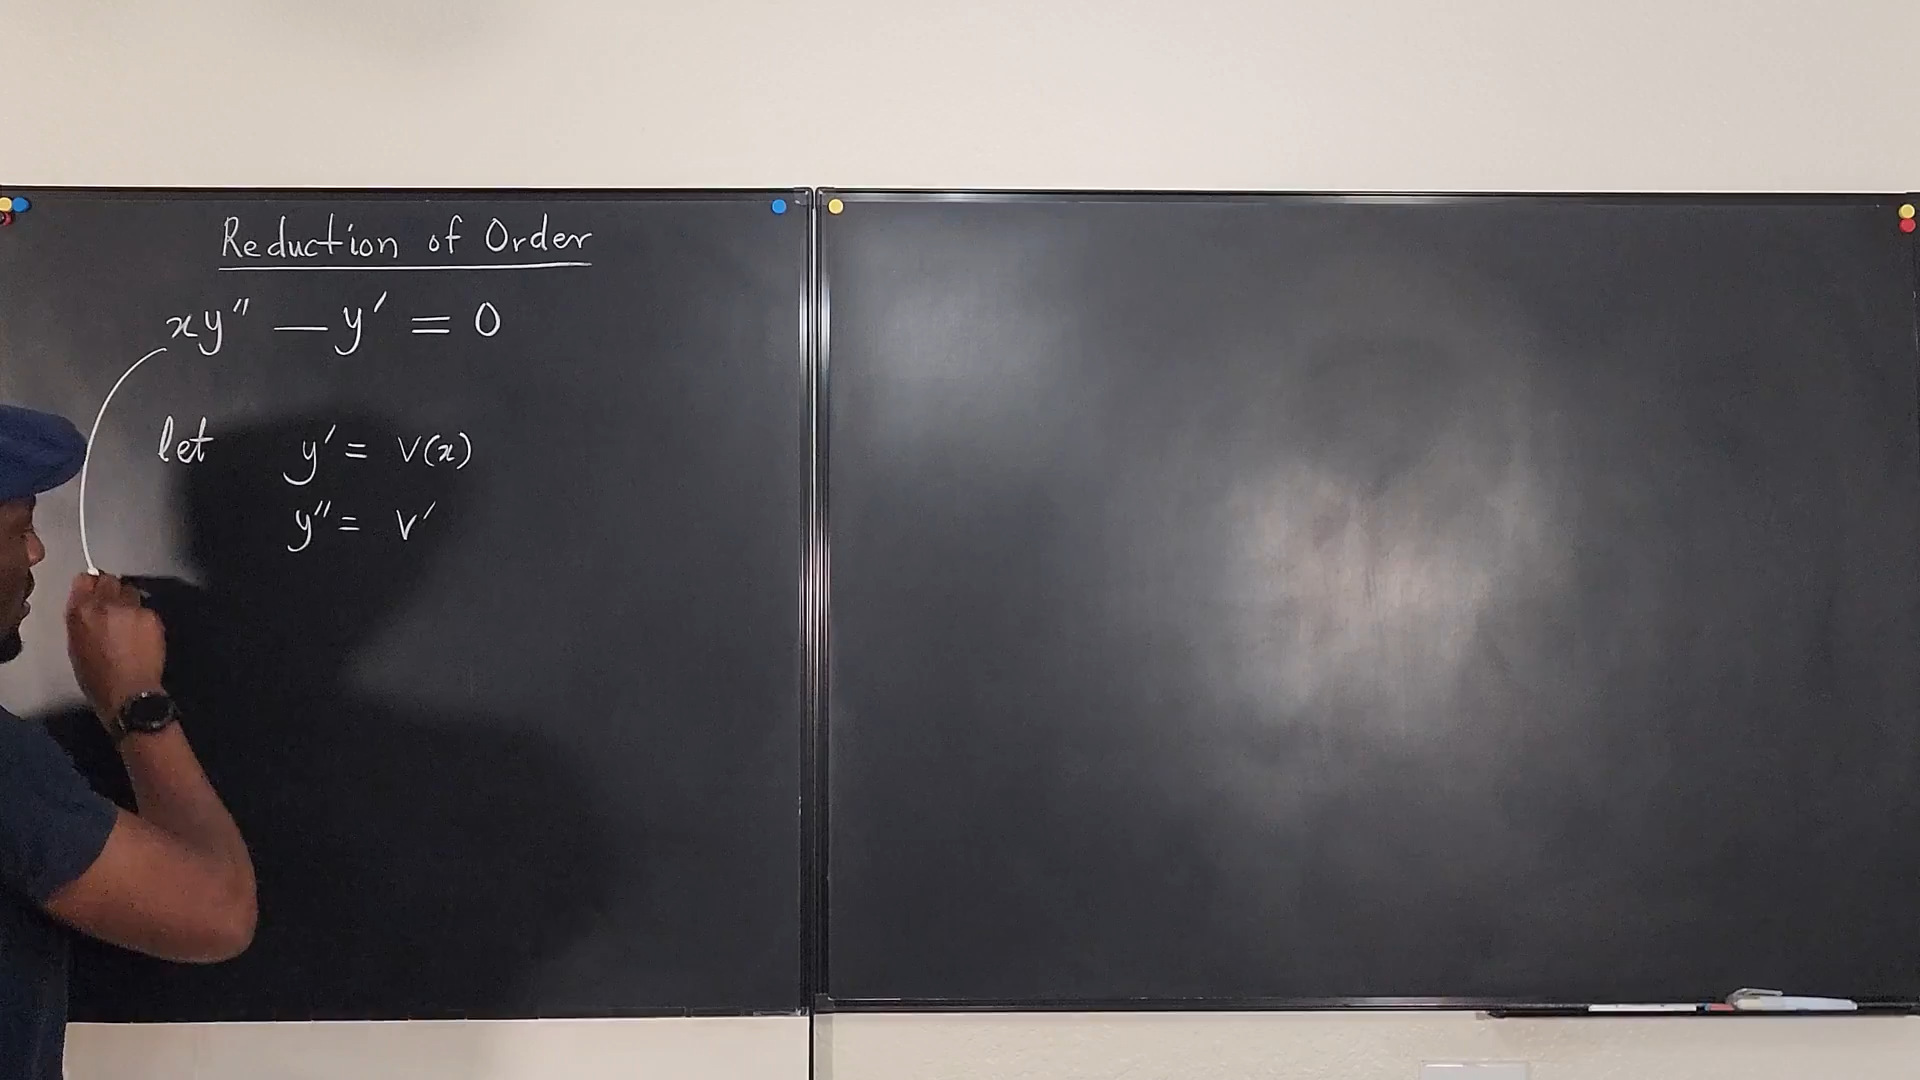 Reduction of Order
xy" — y' = 0
let y' = v(x)
y" = v'